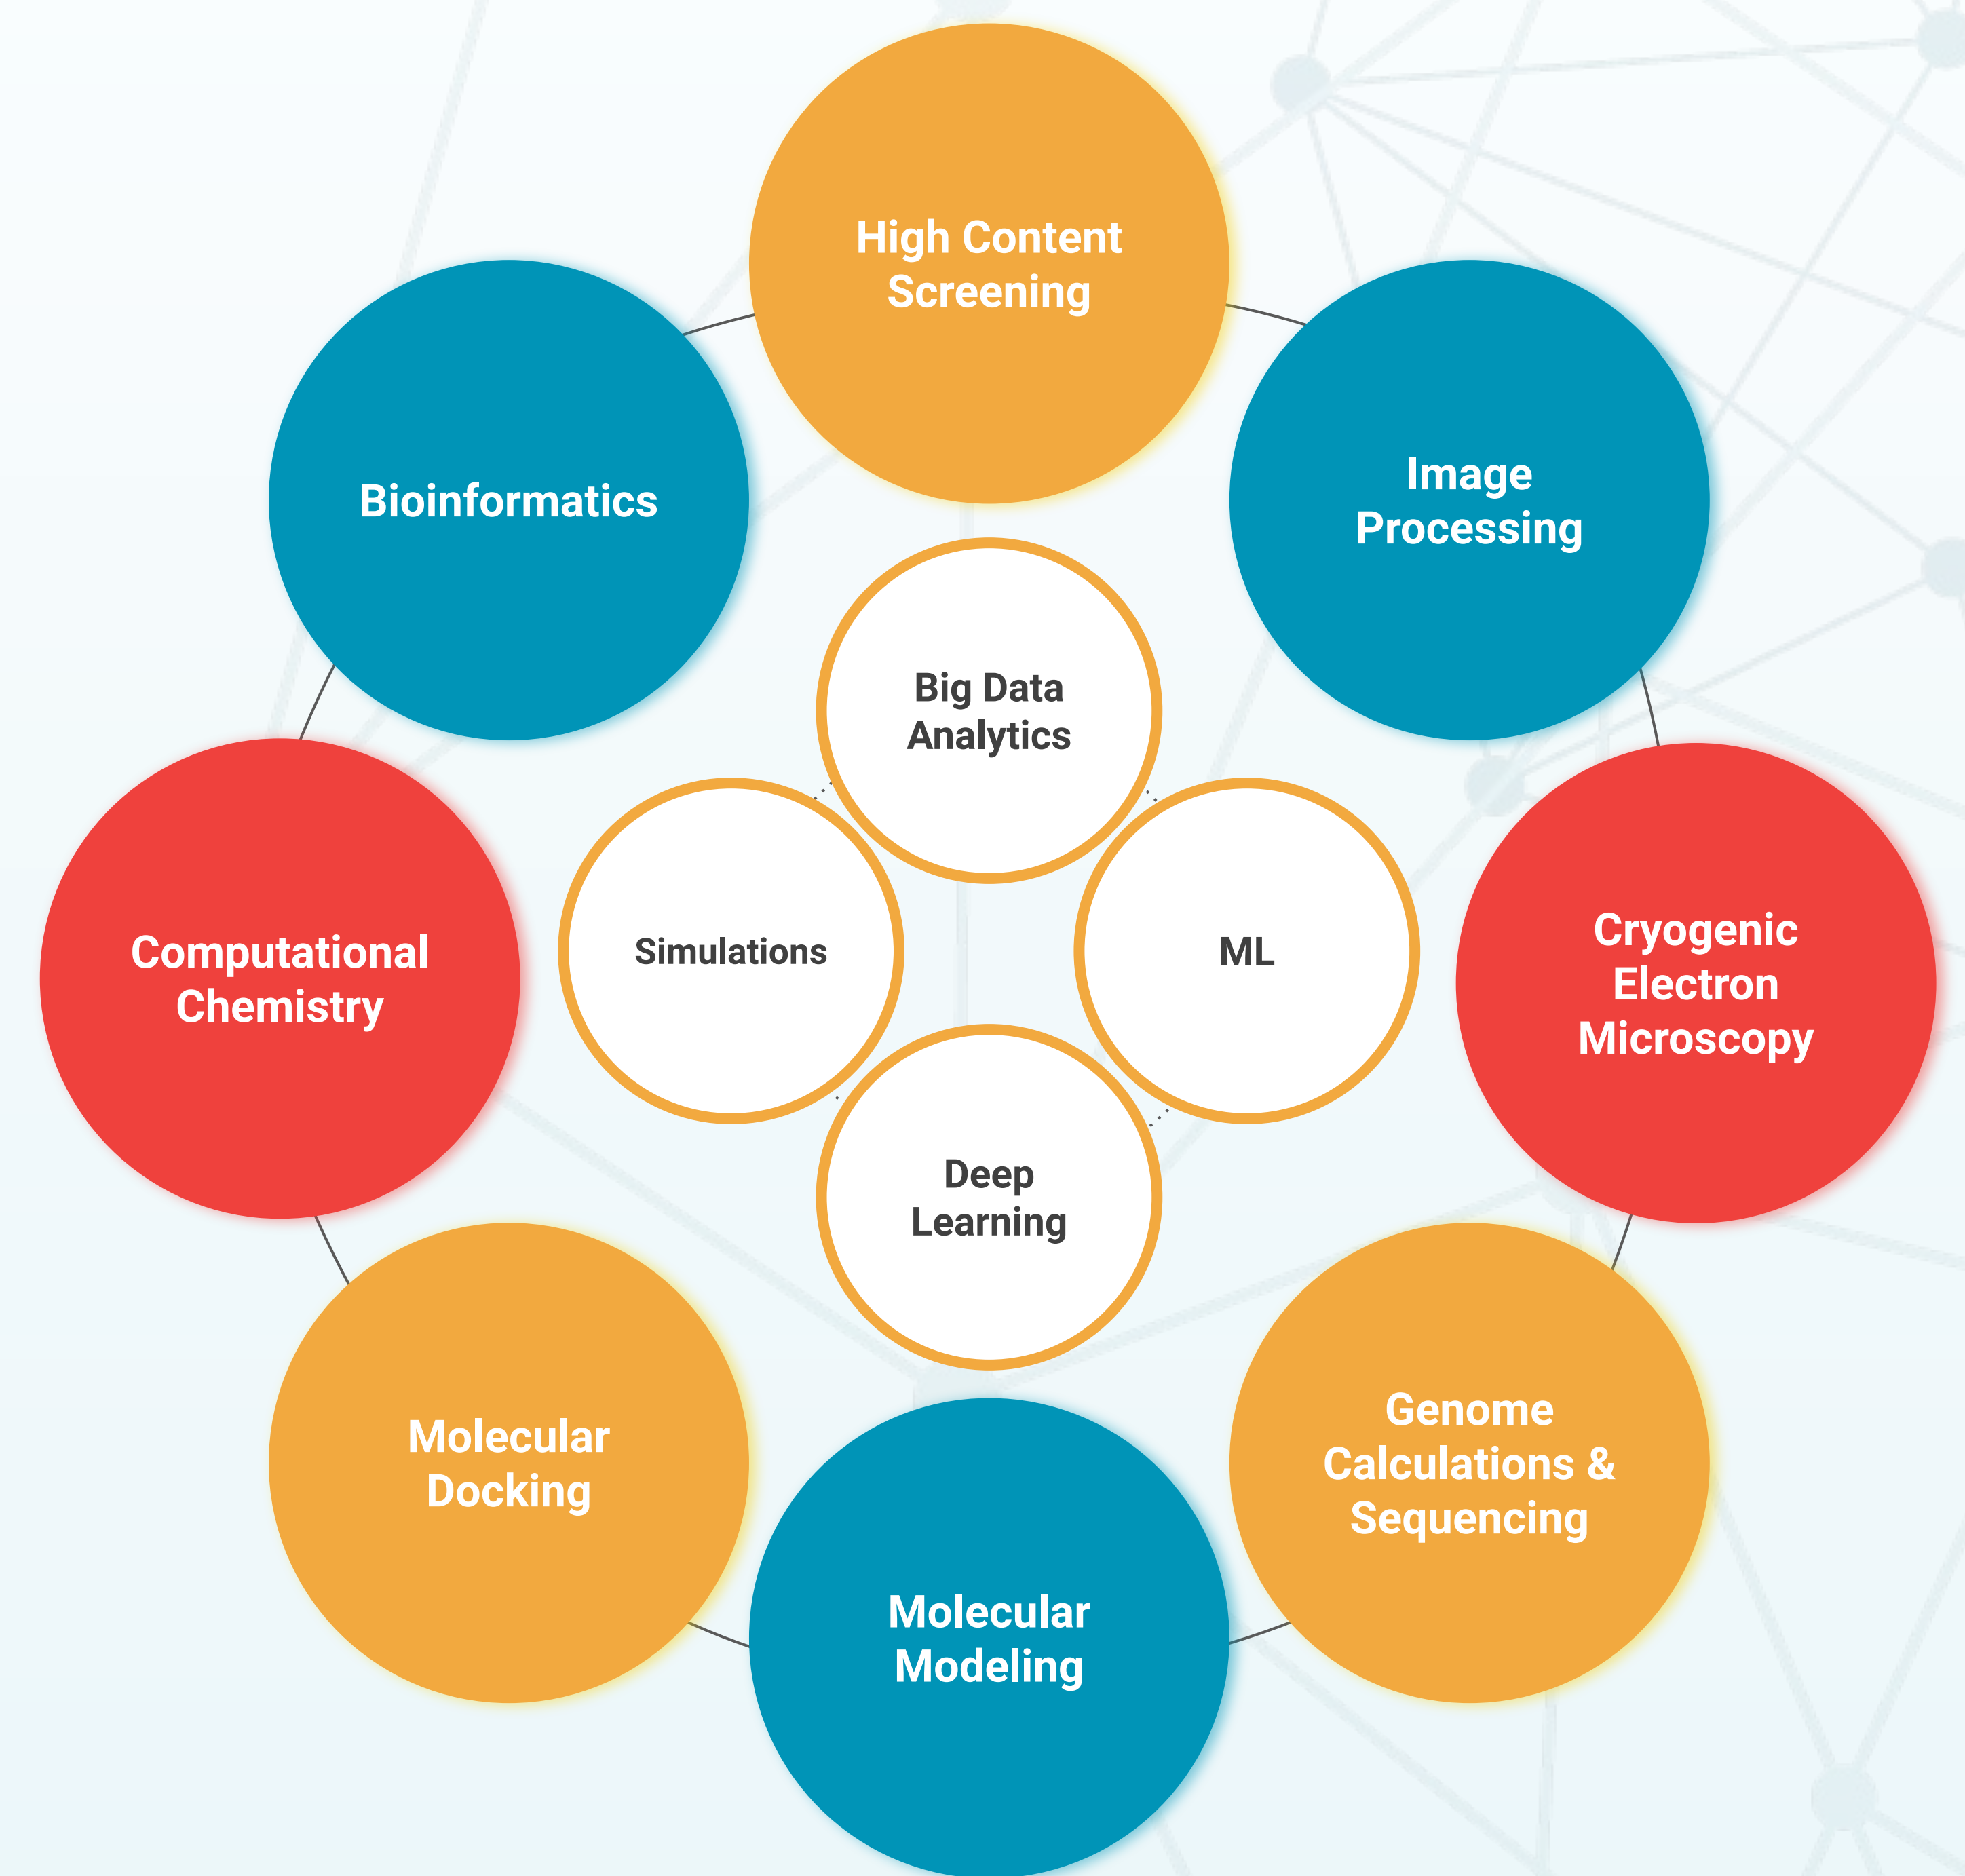 High Content
Screening
Bioinformatics
Image
Processing
Big Data
Analytics
Computational
Chemistry
Simulations
ML
Cryogenic
Electron
Microscopy
Deep
Learning
Molecular
Docking
Genome
Calculations &
Sequencing
Molecular
Modeling